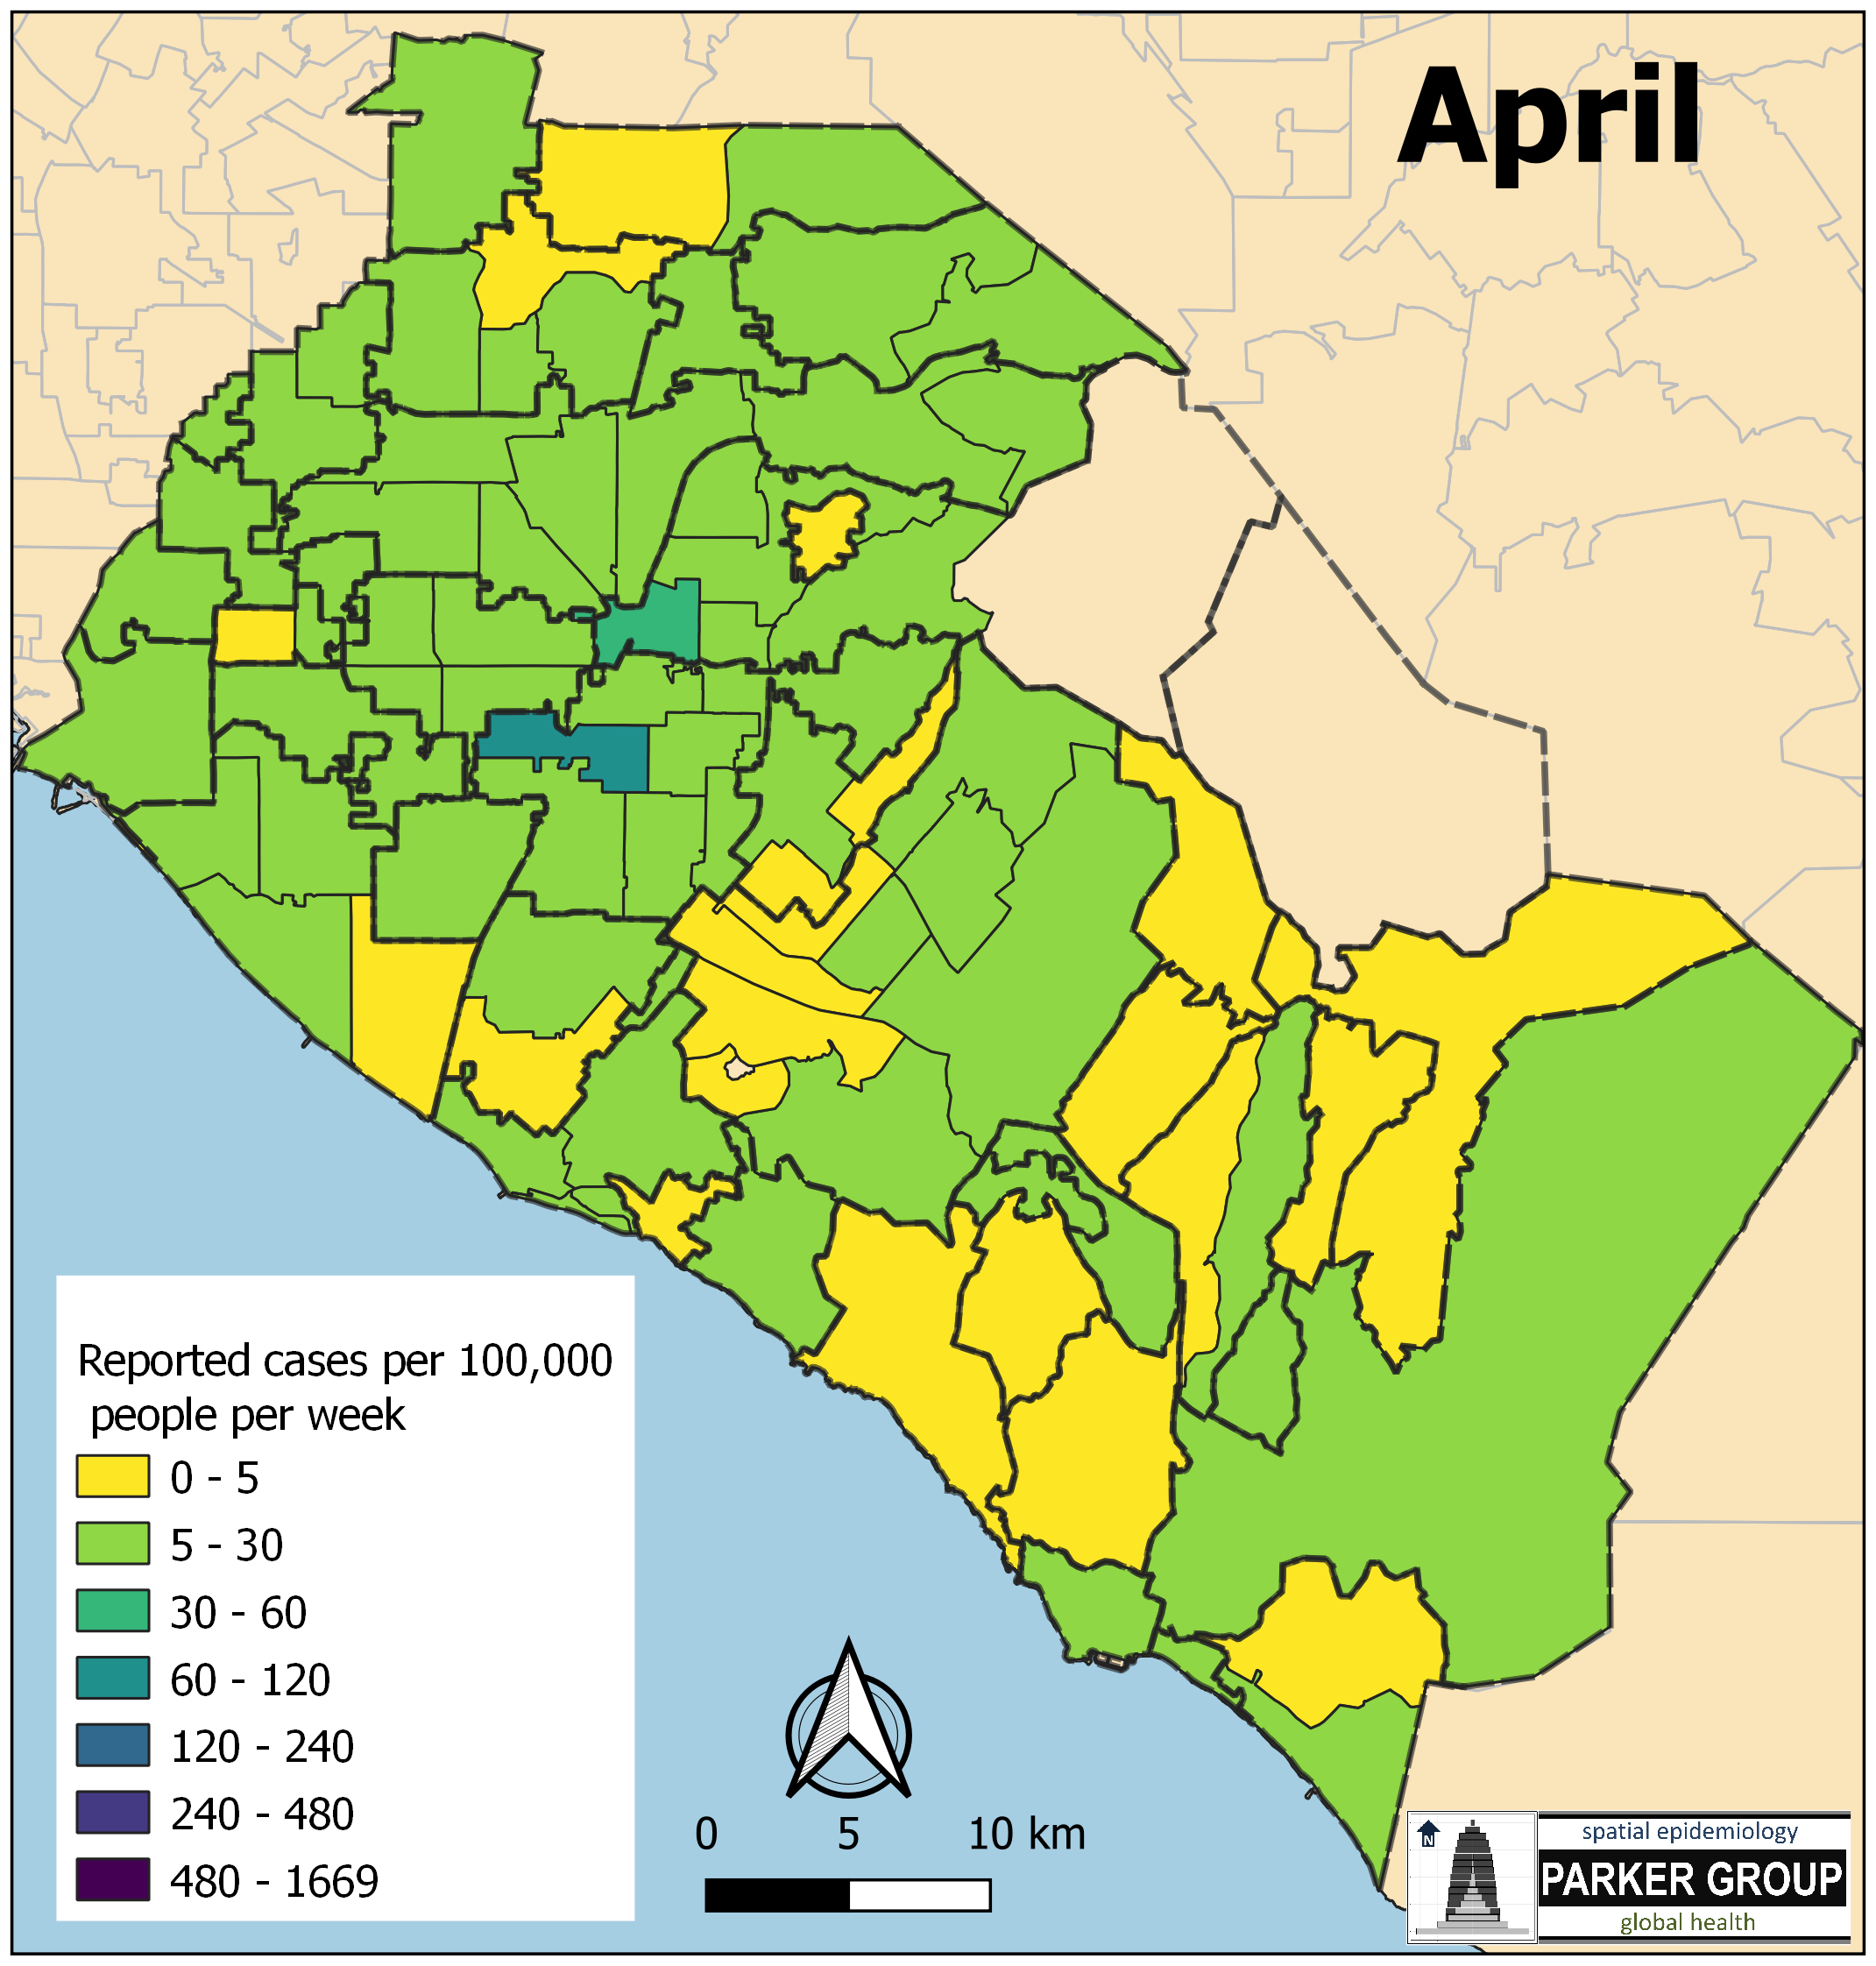 April
Reported cases per 100,000
people per week
0 - 5
5 - 30
30 - 60
60 - 120
120 - 240
240 - 480
480 - 1669
0 5 10 km
N
spatial epidemiology
PARKER GROUP
global health